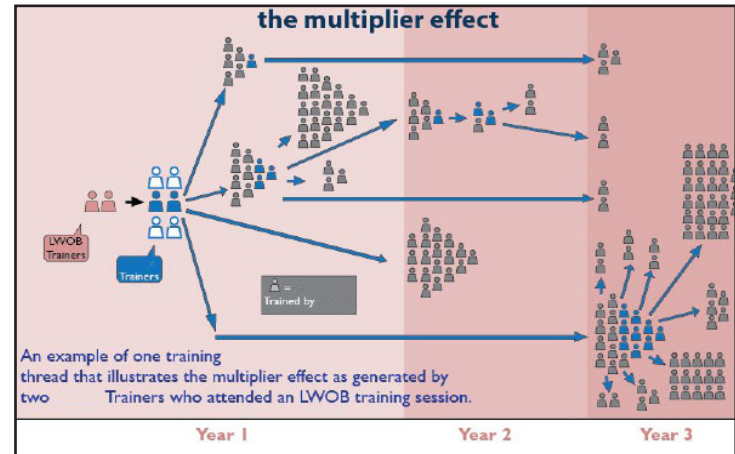 the multiplier effect
LWOB
Trainers
Trainers
=
Trained by
An example of one training
thread that illustrates the multiplier effect as generated by
two Trainers who attended an LWOB training session.
Year 1
Year 2
Year 3